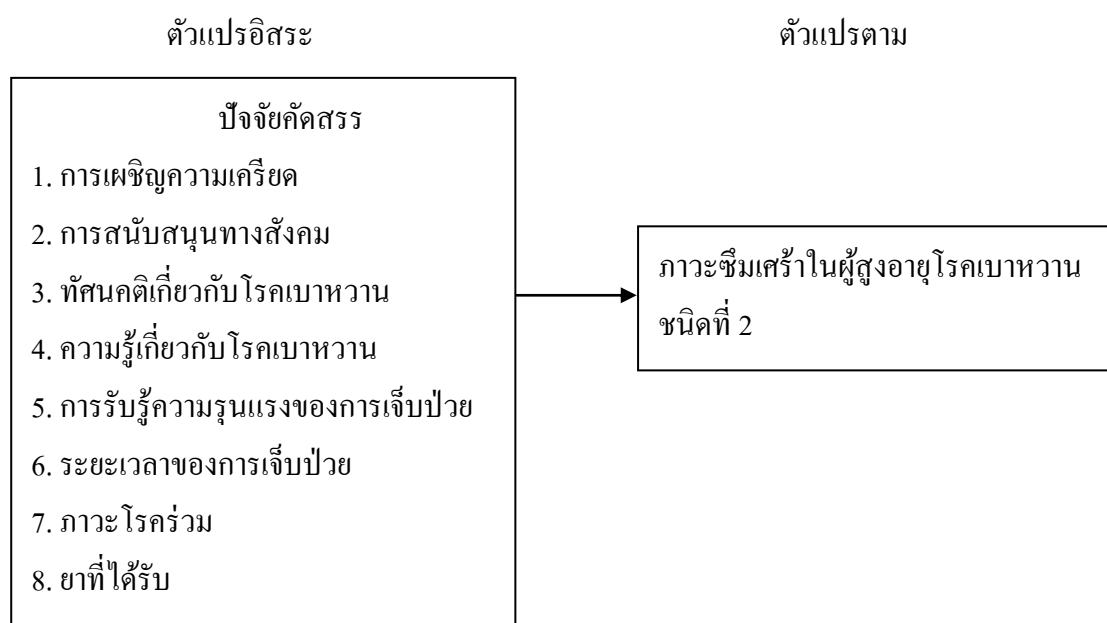 ตัวแปรอิสระ
ตัวแปรตาม
ปัจจัยคัดสรร
1. การเผชิญความเครียด
2. การสนับสนุนทางสังคม
3. ทัศนคติเกี่ยวกับโรคเบาหวาน
4. ความรู้เกี่ยวกับโรคเบาหวาน
5. การรับรู้ความรุนแรงของการเจ็บป่วย
6. ระยะเวลาของการเจ็บป่วย
7. ภาวะโรคร่วม
8. ยาที่ได้รับ
ภาวะซึมเศร้าในผู้สูงอายุโรคเบาหวาน
ชนิดที่ 2